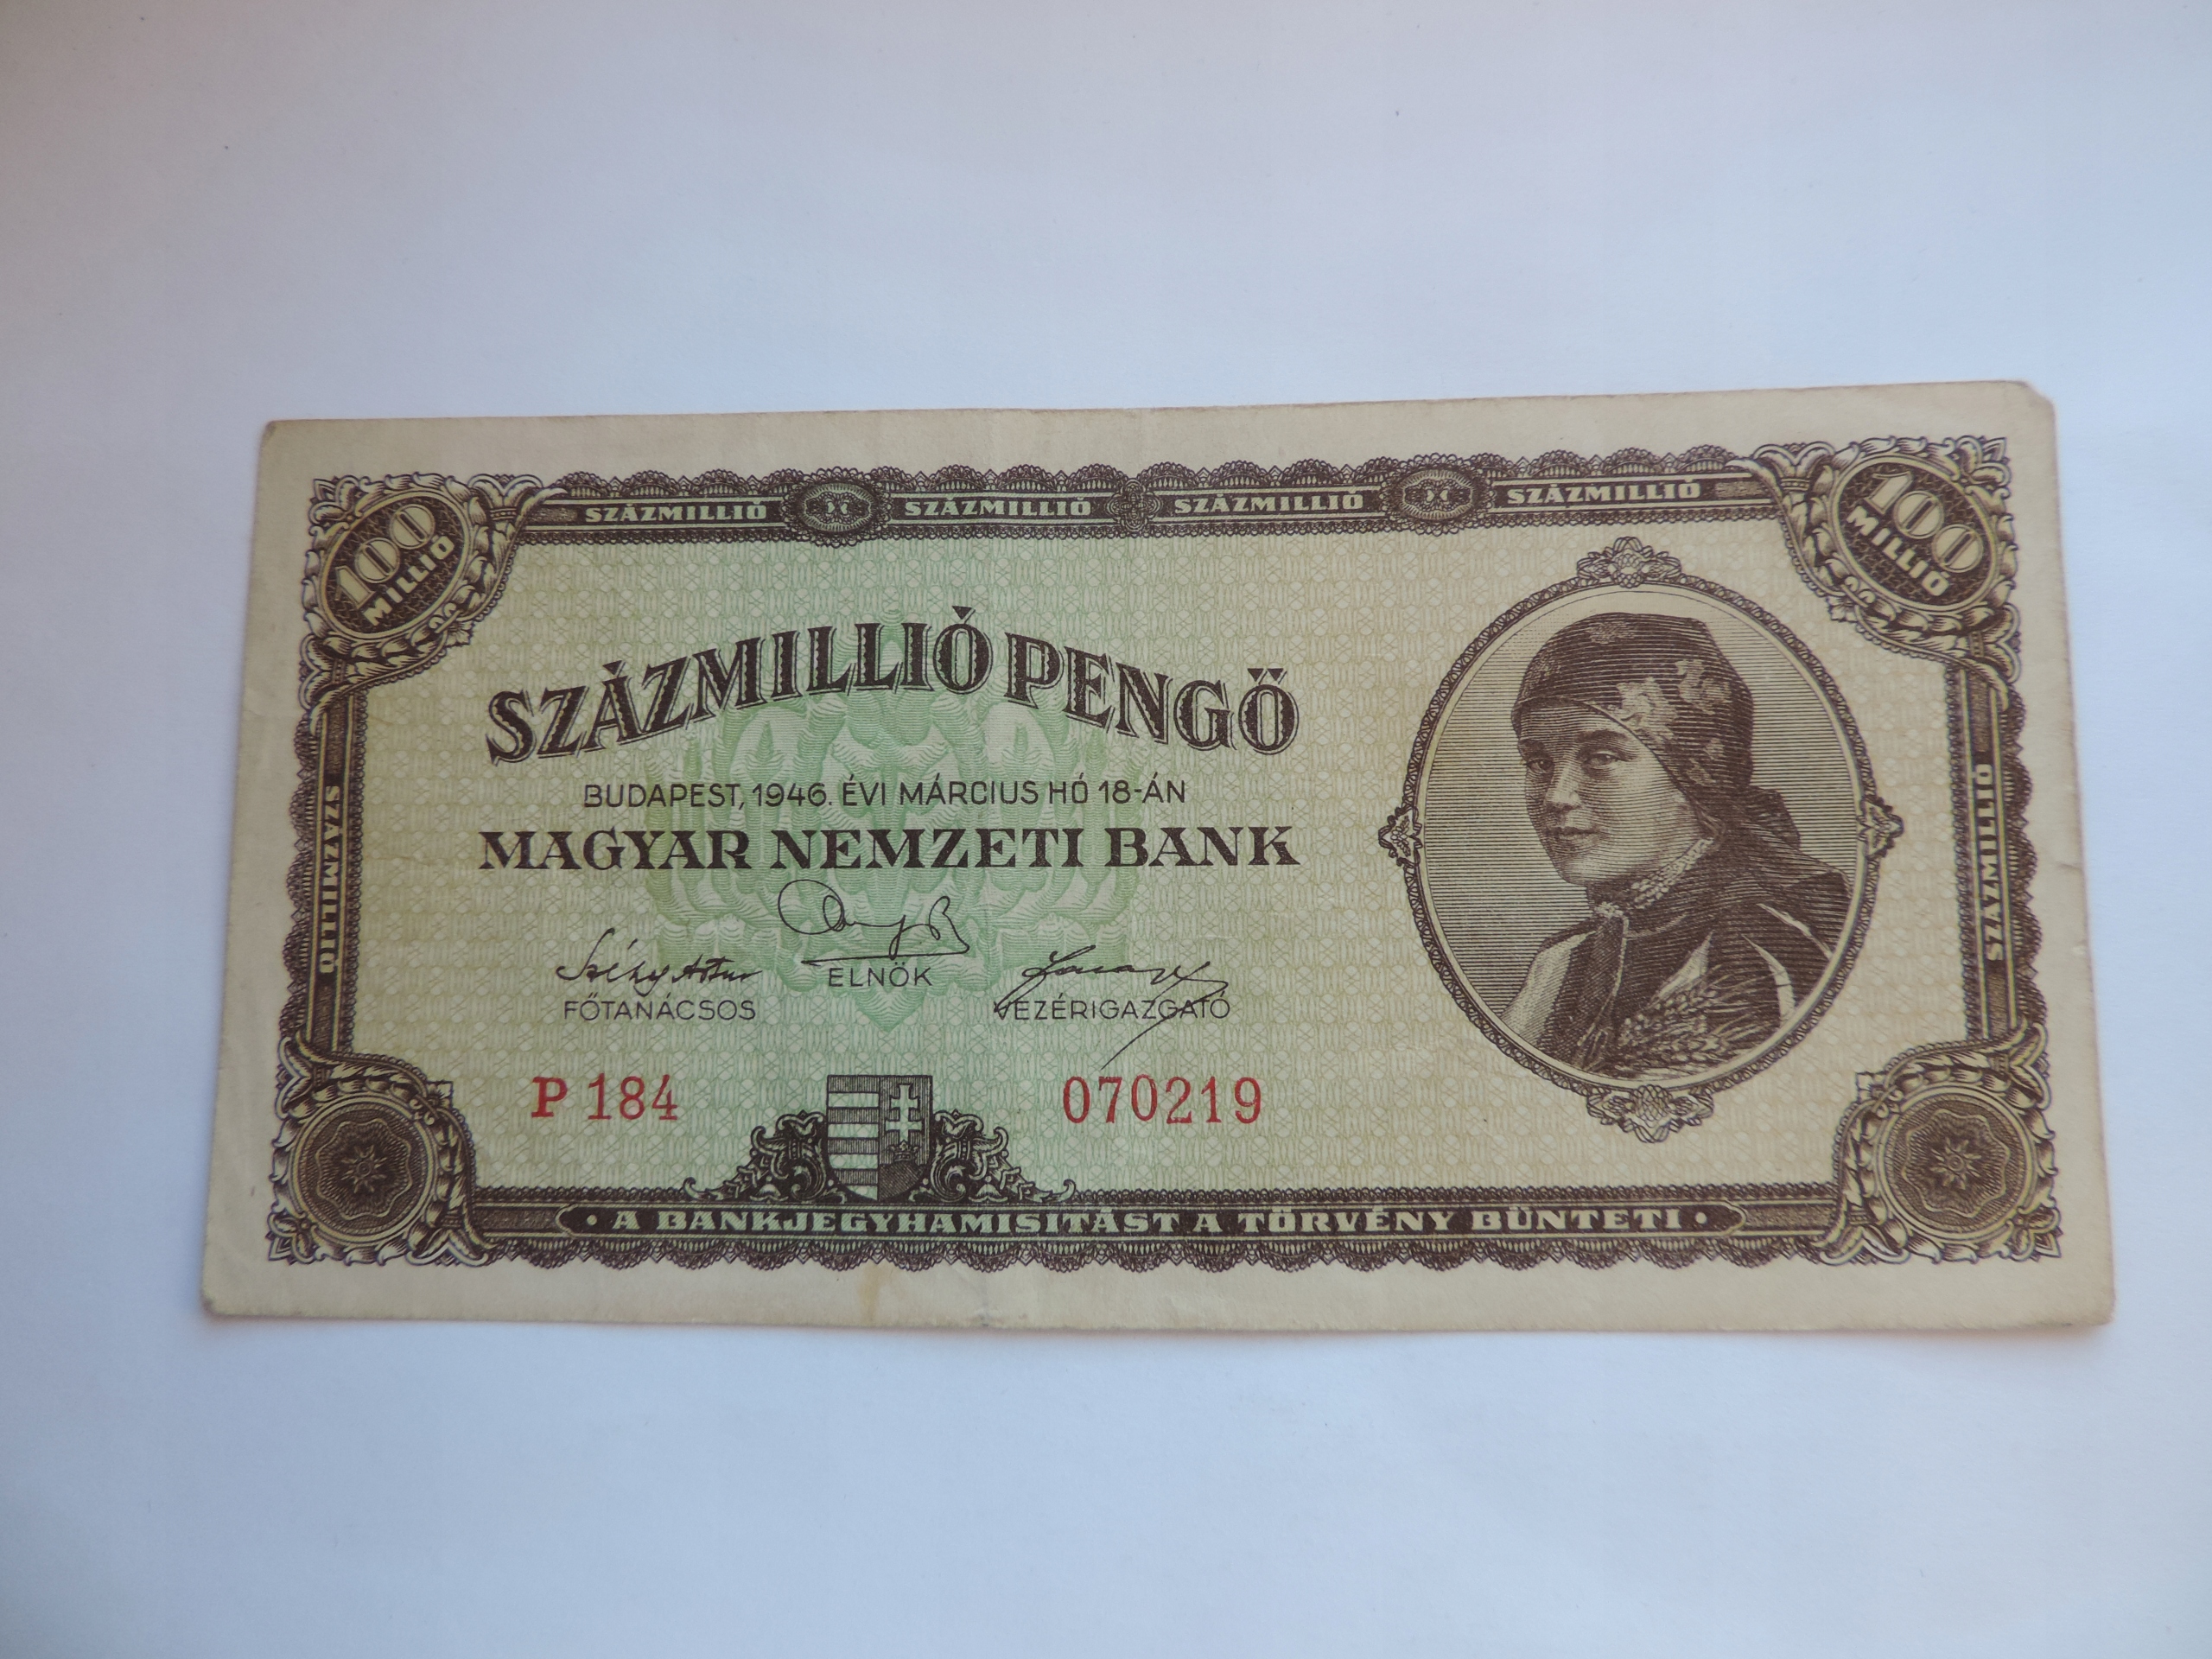 100 MILLIÓ
SZÁZMILLIÓ SZÁZMILLIÓ SZÁZMILLIÓ SZÁZMILLIÓ
100 MILLIÓ
SZÁZMILLIÓ PENGŐ
BUDAPEST, 1946. ÉVI MÁRCIUS HÓ 18-ÁN
MAGYAR NEMZETI BANK
ELNÖK
FŐTANÁCSOS
VEZÉRIGAZGATÓ
SZÁZMILLIÓ
SZÁZMILLIÓ
P 184
070219
• A BANKJEGYHAMISITÁST A TÖRVÉNY BÜNTETI •